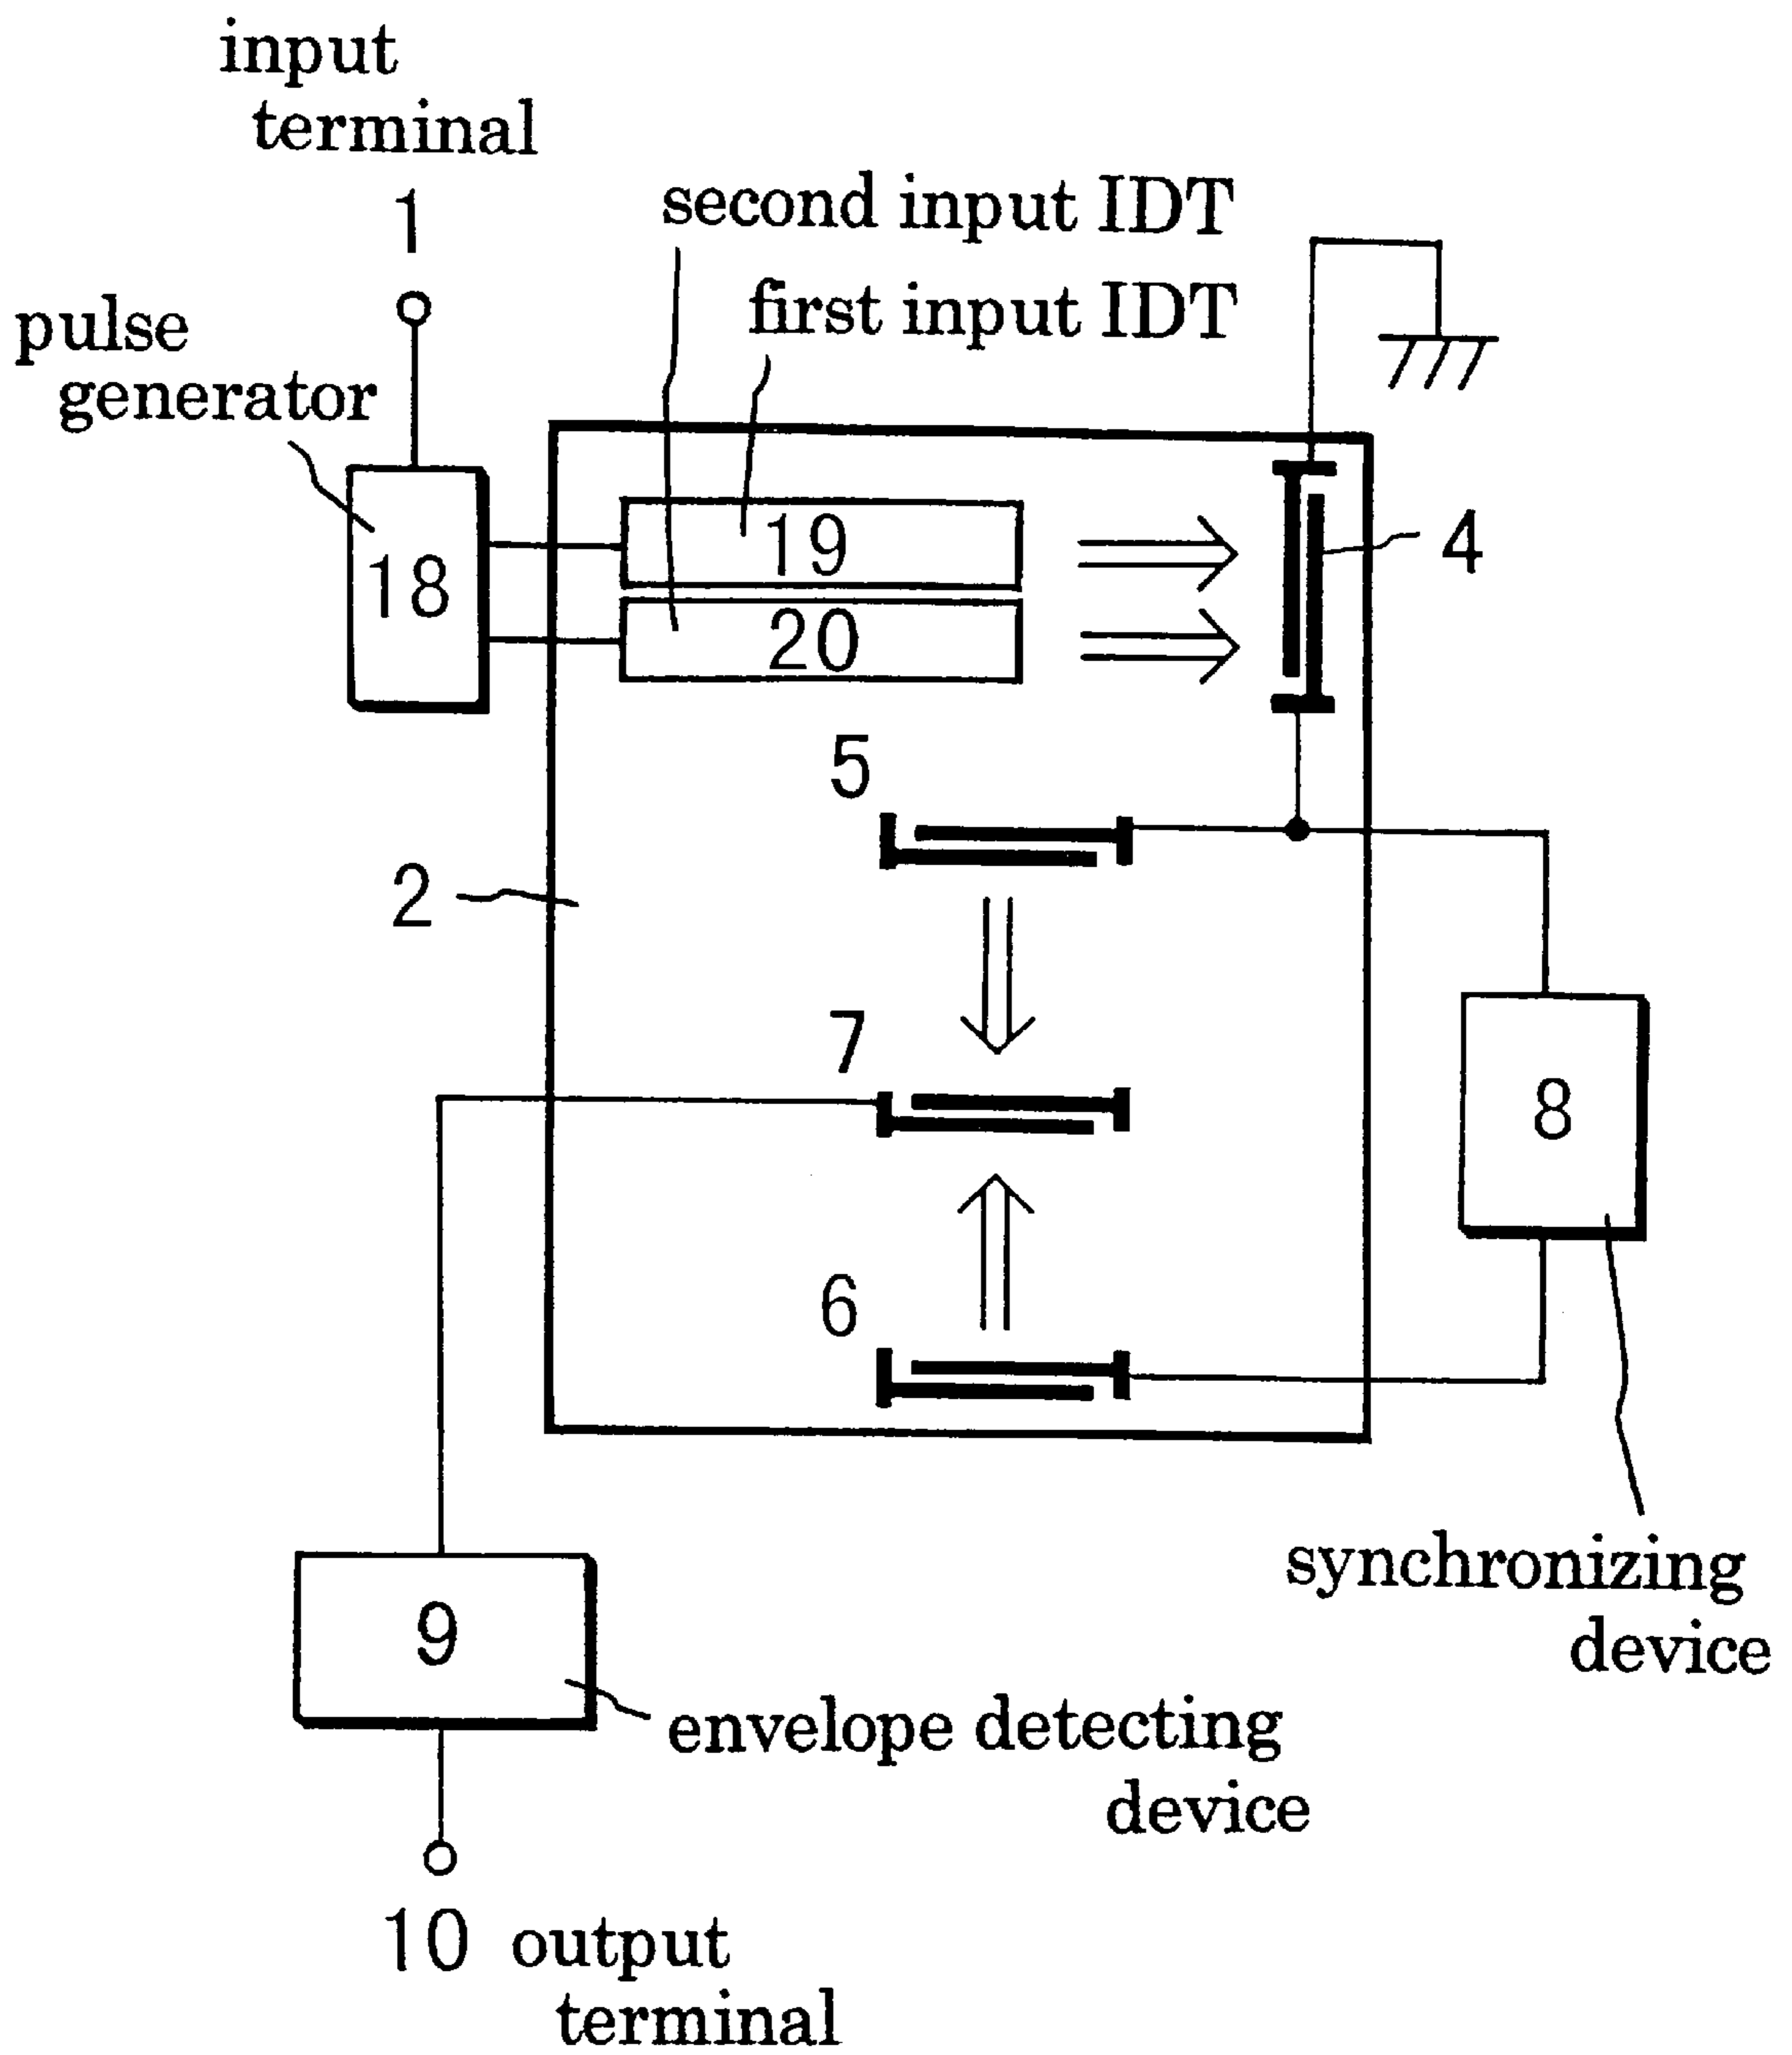 input
terminal
1
second input IDT
first input IDT
pulse
generator
18
19
20
4
5
2
7
8
6
synchronizing
device
9
envelope detecting
device
10 output
terminal